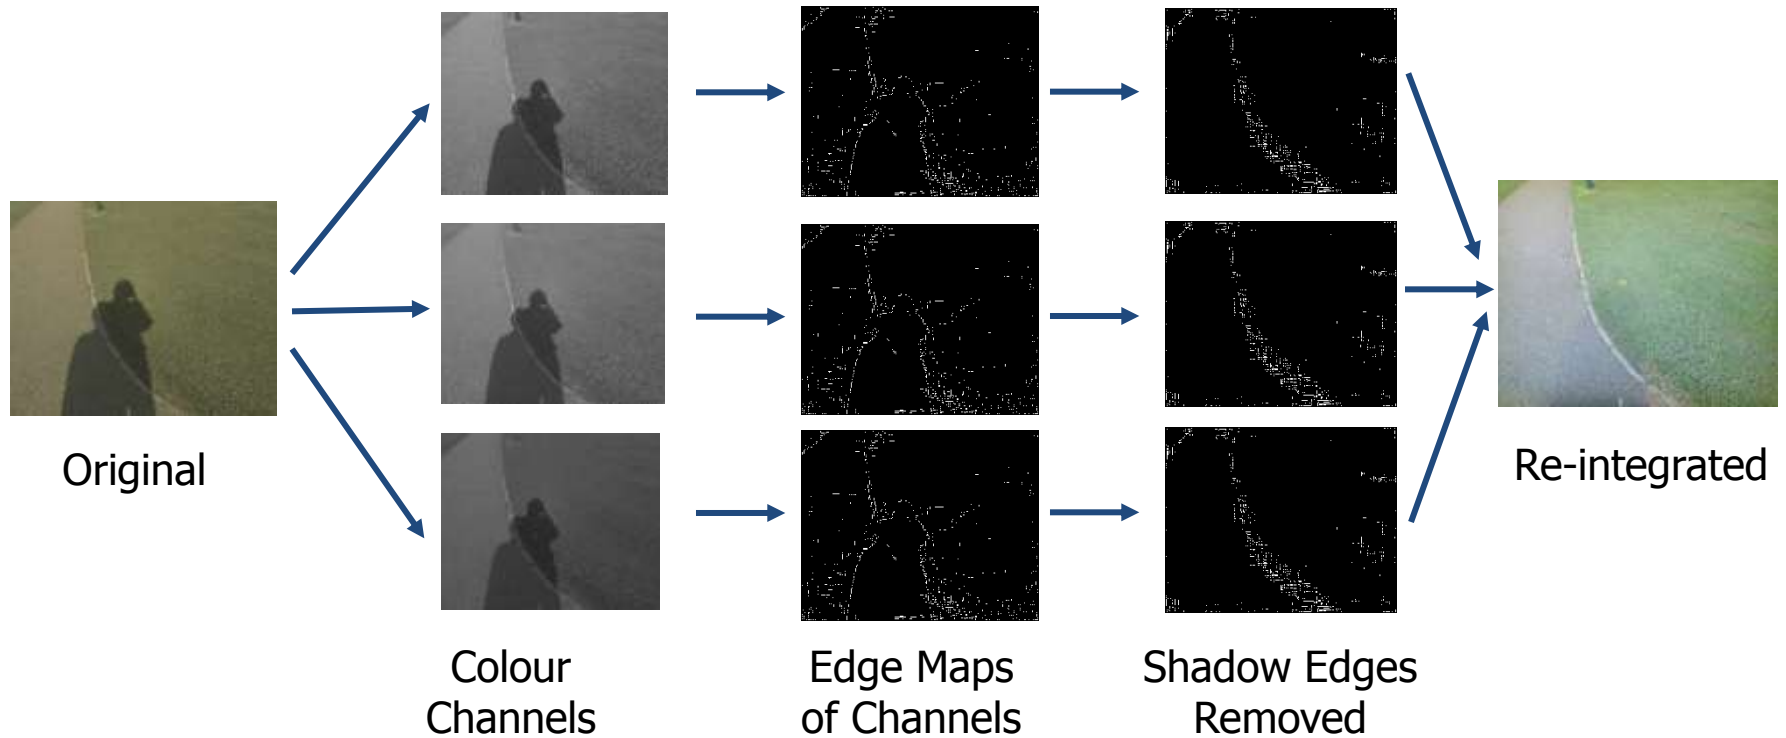 Original
Re-integrated
Colour
Channels
Edge Maps
of Channels
Shadow Edges
Removed